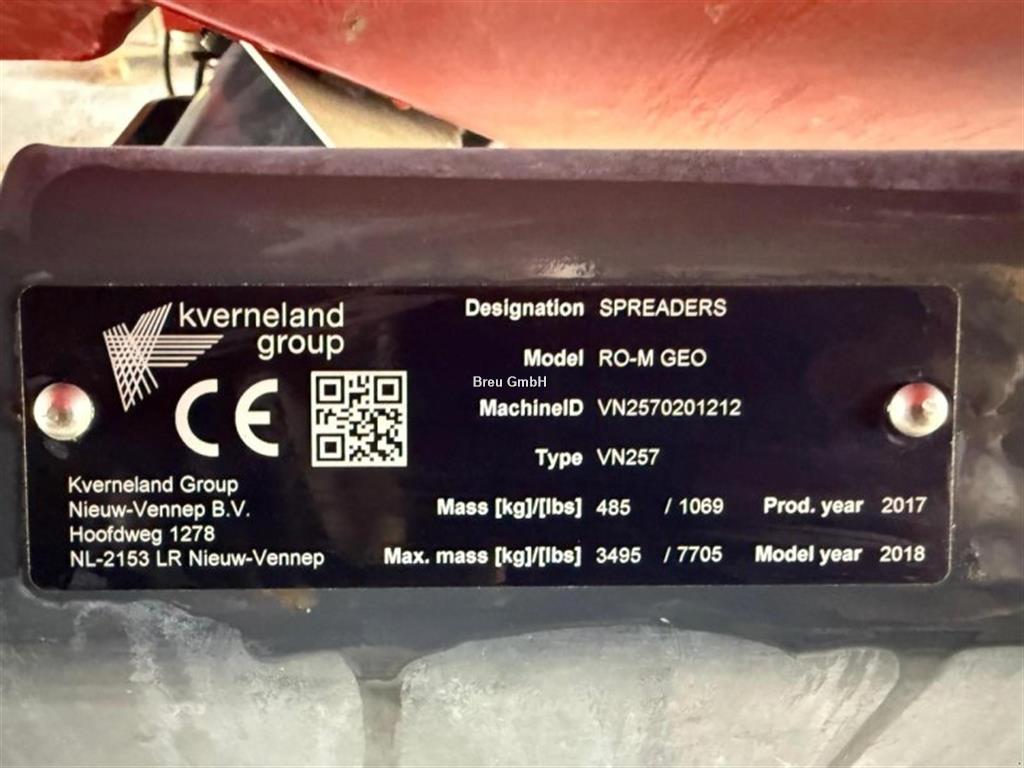 kverneland
group
CE
Kverneland Group
Nieuw-Vennep B.V.
Hoofdweg 1278
NL-2153 LR Nieuw-Vennep
Designation SPREADERS
Model RO-M GEO
Breu GmbH
MachineID VN2570201212
Type VN257
Mass [kg]/[lbs] 485 / 1069 Prod. year 2017
Max. mass [kg]/[lbs] 3495 / 7705 Model year 2018